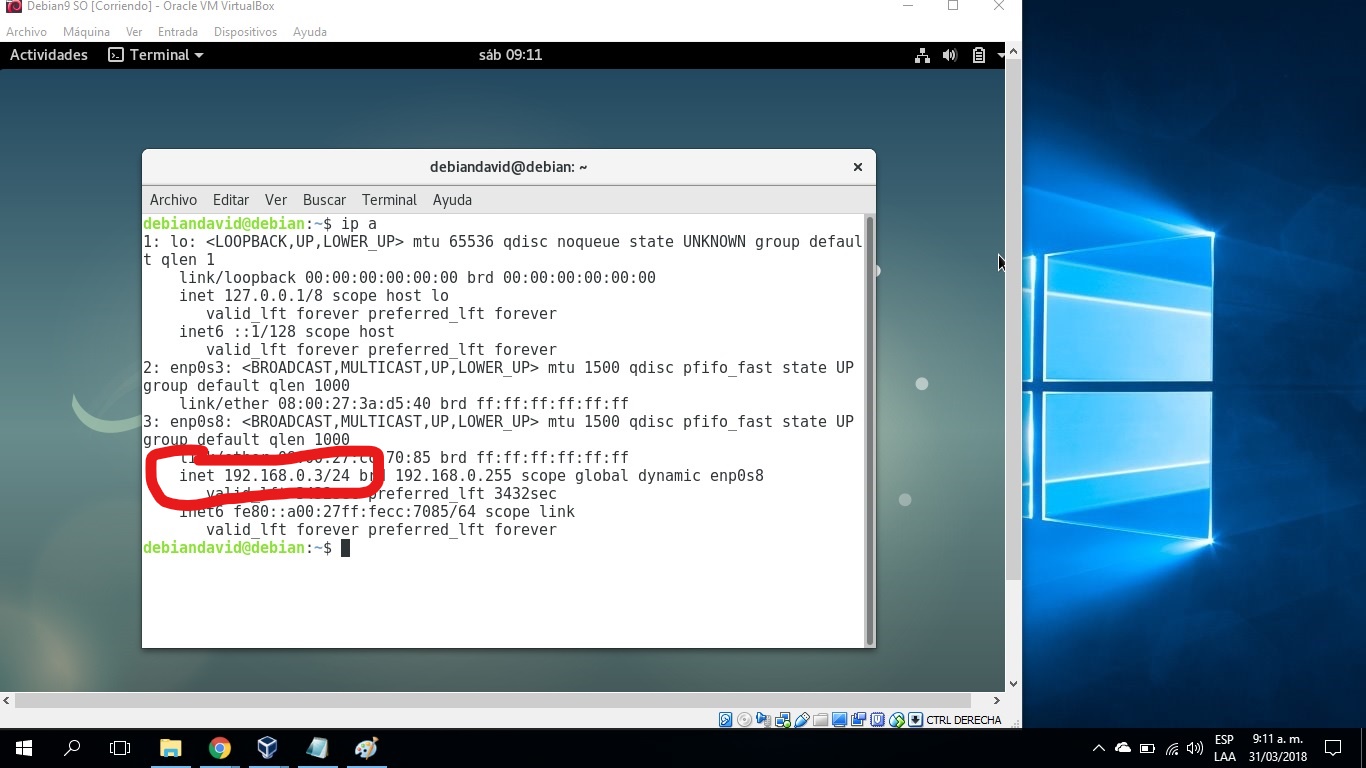 Debian9 SO [Corriendo] - Oracle VM VirtualBox
Archivo Máquina Ver Entrada Dispositivos Ayuda
Actividades Terminal sáb 09:11
debiandavid@debian: ~ ×
Archivo Editar Ver Buscar Terminal Ayuda
debiandavid@debian:~$ ip a
1: lo: <LOOPBACK,UP,LOWER_UP> mtu 65536 qdisc noqueue state UNKNOWN group defaul
t qlen 1
link/loopback 00:00:00:00:00:00 brd 00:00:00:00:00:00
inet 127.0.0.1/8 scope host lo
valid_lft forever preferred_lft forever
inet6 ::1/128 scope host
valid_lft forever preferred_lft forever
2: enp0s3: <BROADCAST,MULTICAST,UP,LOWER_UP> mtu 1500 qdisc pfifo_fast state UP
group default qlen 1000
link/ether 08:00:27:3a:d5:40 brd ff:ff:ff:ff:ff:ff
3: enp0s8: <BROADCAST,MULTICAST,UP,LOWER_UP> mtu 1500 qdisc pfifo_fast state UP
group default qlen 1000
link/ether 08:00:27:cc:70:85 brd ff:ff:ff:ff:ff:ff
inet 192.168.0.3/24 brd 192.168.0.255 scope global dynamic enp0s8
valid_lft preferred_lft 3432sec
inet6 fe80::a00:27ff:fecc:7085/64 scope link
valid_lft forever preferred_lft forever
debiandavid@debian:~$
CTRL DERECHA
ESP 9:11 a. m.
LAA 31/03/2018